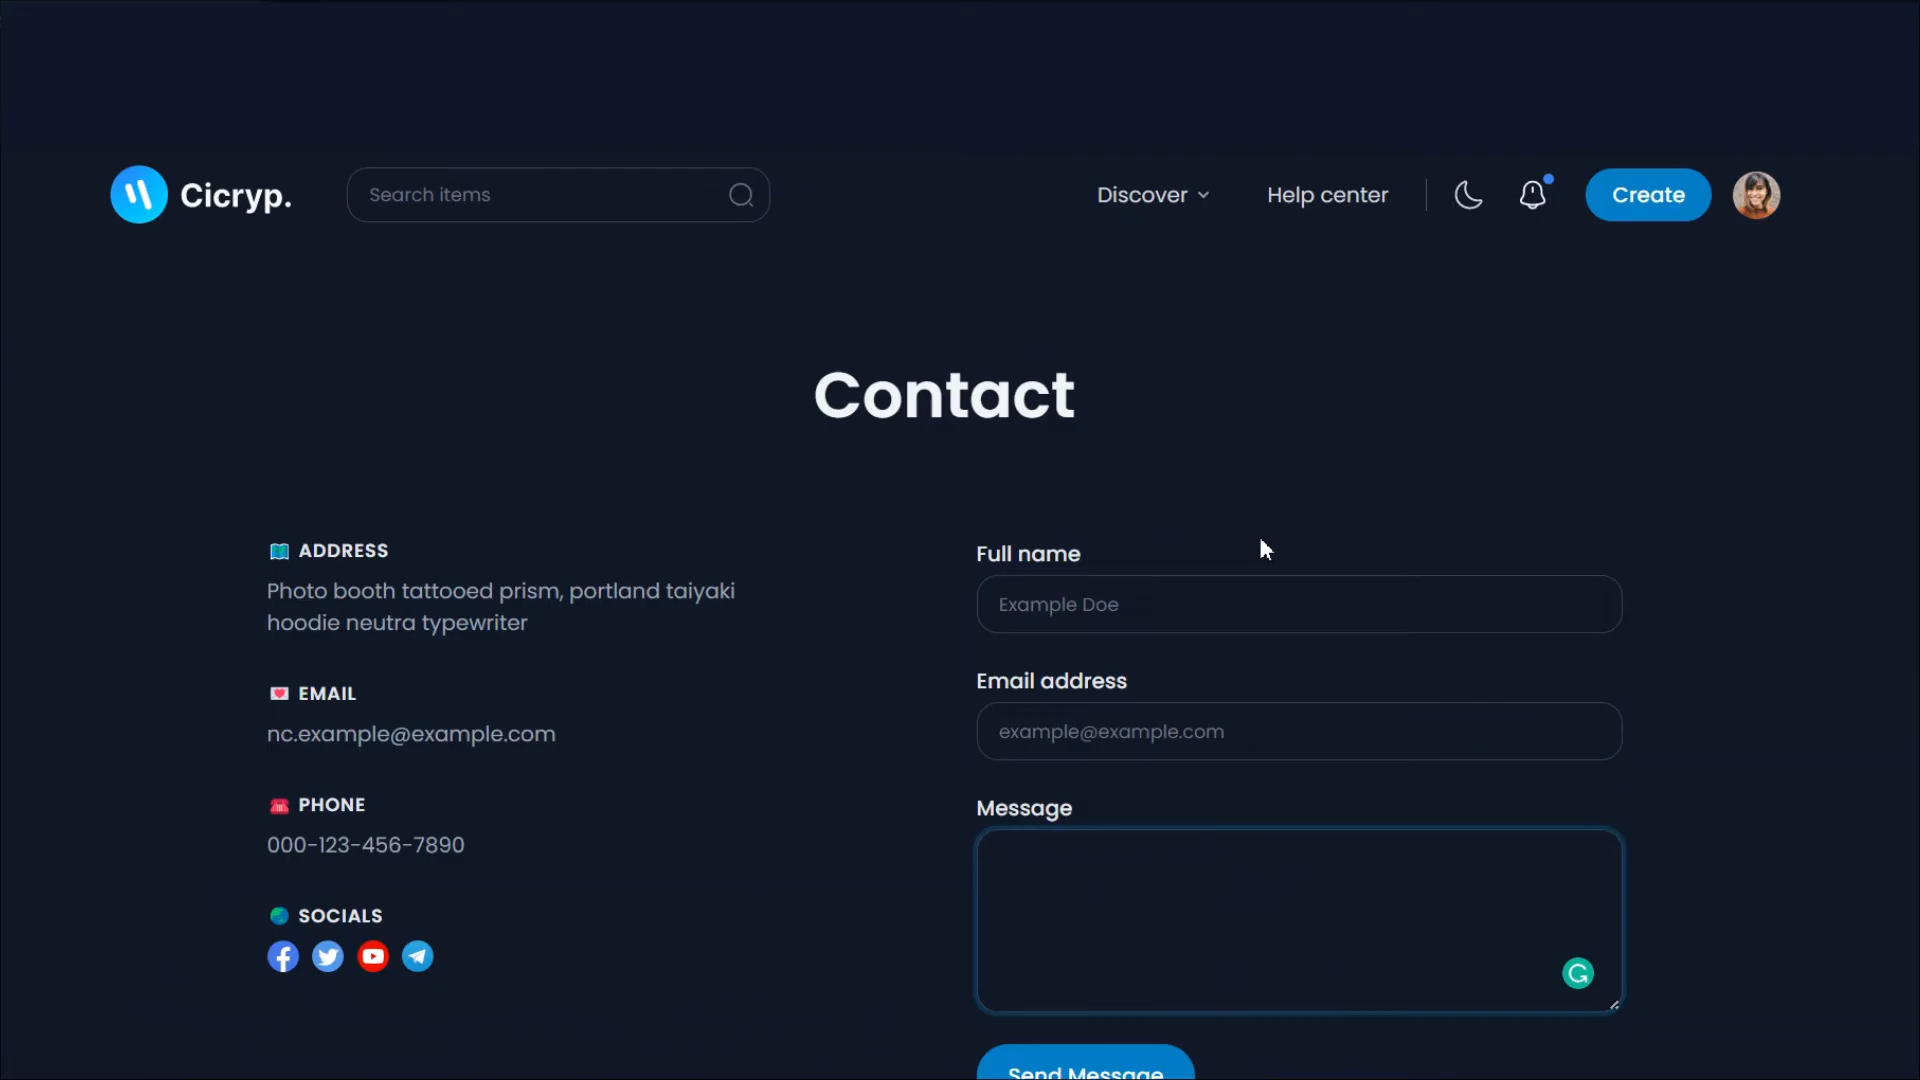 Cicryp.
Search items
Discover
Help center
Create
Contact
ADDRESS
Photo booth tattooed prism, portland taiyaki
hoodie neutra typewriter
EMAIL
nc.example@example.com
PHONE
000-123-456-7890
SOCIALS
Full name
Example Doe
Email address
example@example.com
Message
Send Message